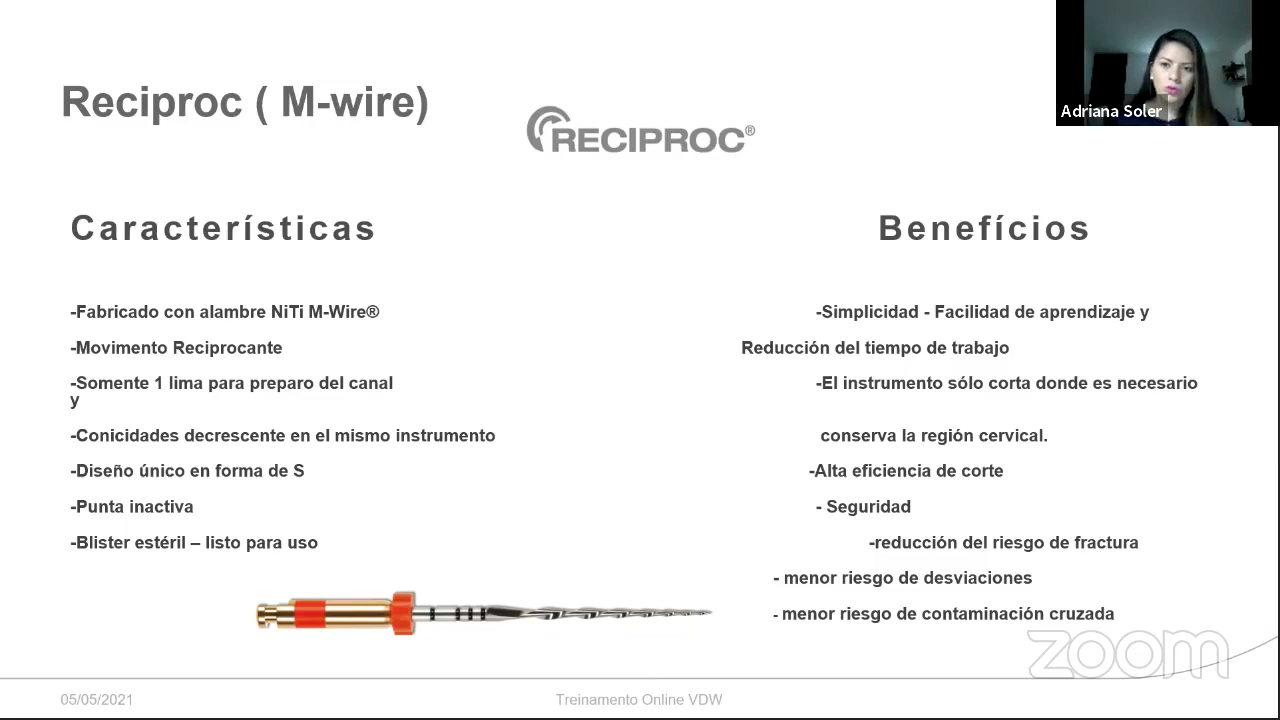 Reciproc ( M-wire)
RECIPROC®
Adriana Soler
Características
-Fabricado con alambre NiTi M-Wire®
-Movimento Reciprocante
-Somente 1 lima para preparo del canal
y
-Conicidades decrescente en el mismo instrumento
-Diseño único en forma de S
-Punta inactiva
-Blister estéril – listo para uso
Benefícios
-Simplicidad - Facilidad de aprendizaje y
Reducción del tiempo de trabajo
-El instrumento sólo corta donde es necesario
conserva la región cervical.
-Alta eficiencia de corte
- Seguridad
-reducción del riesgo de fractura
- menor riesgo de desviaciones
- menor riesgo de contaminación cruzada
zoom
05/05/2021
Treinamento Online VDW